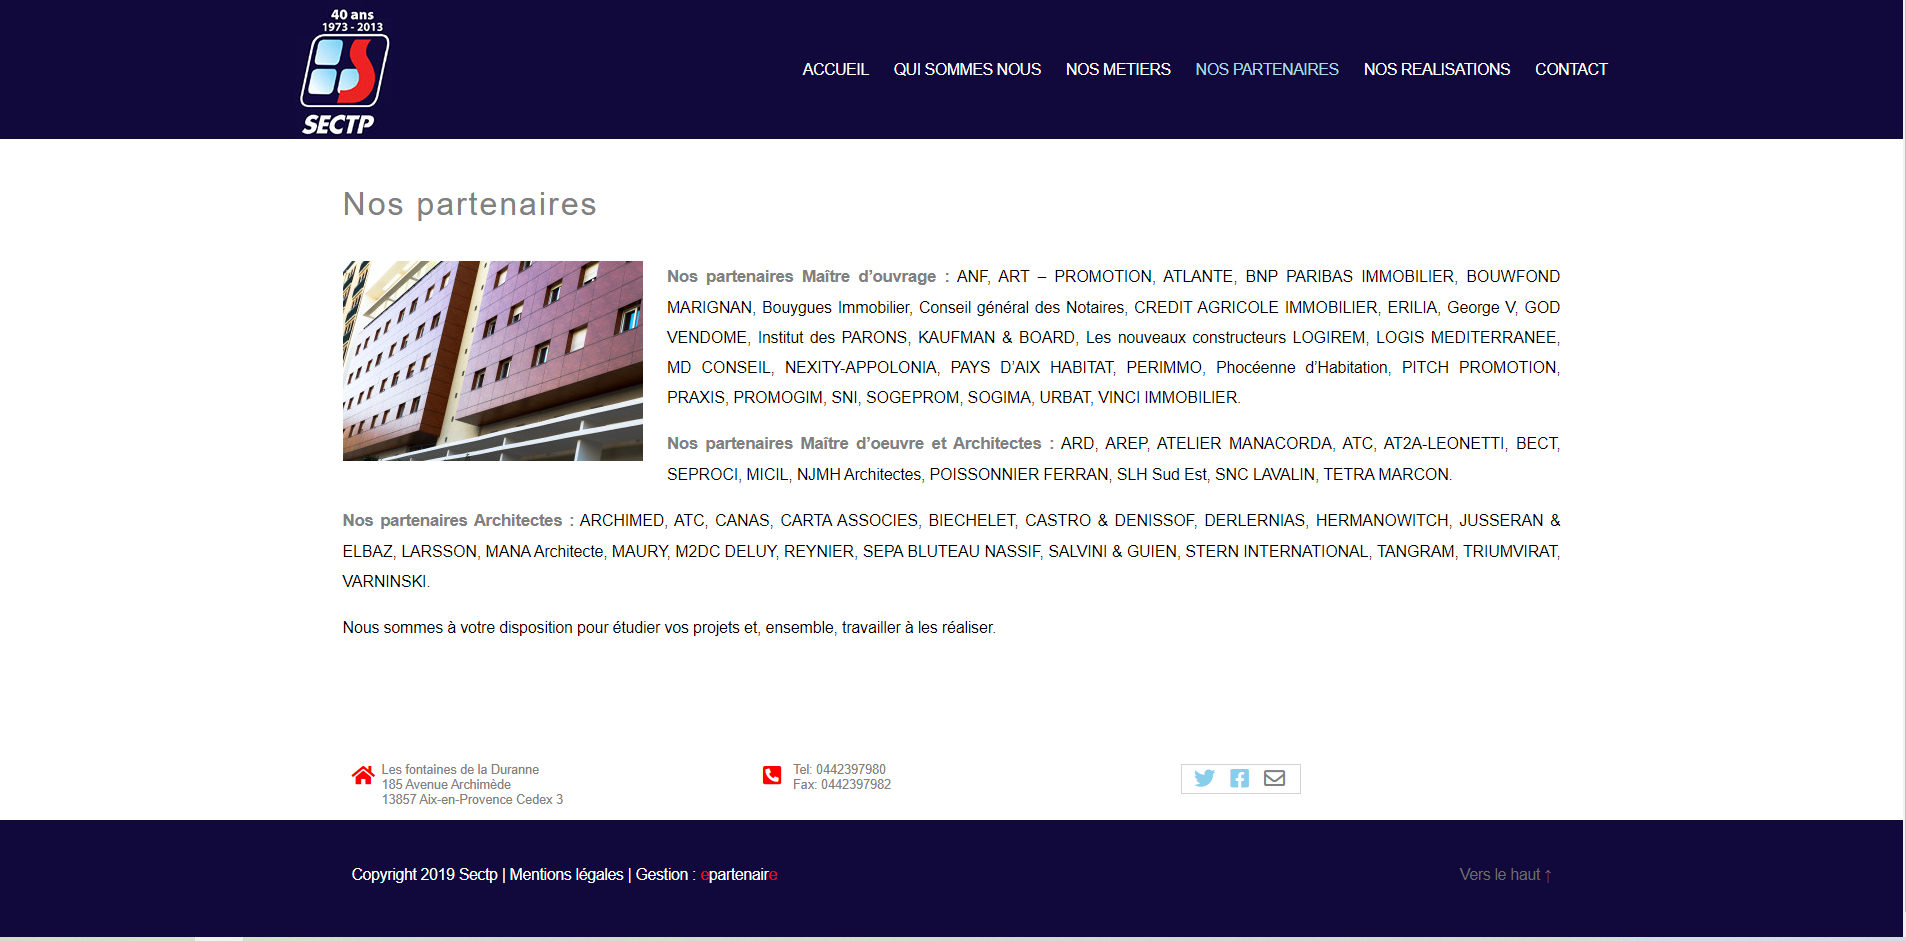 40 ans
1973 - 2013
SECTP
ACCUEIL QUI SOMMES NOUS NOS METIERS NOS PARTENAIRES NOS REALISATIONS CONTACT
Nos partenaires
Nos partenaires Maître d’ouvrage : ANF, ART – PROMOTION, ATLANTE, BNP PARIBAS IMMOBILIER, BOUWFOND
MARIGNAN, Bouygues Immobilier, Conseil général des Notaires, CREDIT AGRICOLE IMMOBILIER, ERILIA, George V, GOD
VENDOME, Institut des PARONS, KAUFMAN & BOARD, Les nouveaux constructeurs LOGIREM, LOGIS MEDITERRANEE,
MD CONSEIL, NEXITY-APPOLONIA, PAYS D’AIX HABITAT, PERIMMO, Phocéenne d’Habitation, PITCH PROMOTION,
PRAXIS, PROMOGIM, SNI, SOGEPROM, SOGIMA, URBAT, VINCI IMMOBILIER.
Nos partenaires Maître d’oeuvre et Architectes : ARD, AREP, ATELIER MANACORDA, ATC, AT2A-LEONETTI, BECT,
SEPROCI, MICIL, NJMH Architectes, POISSONNIER FERRAN, SLH Sud Est, SNC LAVALIN, TETRA MARCON.
Nos partenaires Architectes : ARCHIMED, ATC, CANAS, CARTA ASSOCIES, BIECHELET, CASTRO & DENISSOF, DERLERNIAS, HERMANOWITCH, JUSSERAN &
ELBAZ, LARSSON, MANA Architecte, MAURY, M2DC DELUY, REYNIER, SEPA BLUTEAU NASSIF, SALVINI & GUIEN, STERN INTERNATIONAL, TANGRAM, TRIUMVIRAT,
VARNINSKI.
Nous sommes à votre disposition pour étudier vos projets et, ensemble, travailler à les réaliser.
Les fontaines de la Duranne
185 Avenue Archimède
13857 Aix-en-Provence Cedex 3
Tel: 0442397980
Fax: 0442397982
Copyright 2019 Sectp | Mentions légales | Gestion : epartenaire
Vers le haut ↑